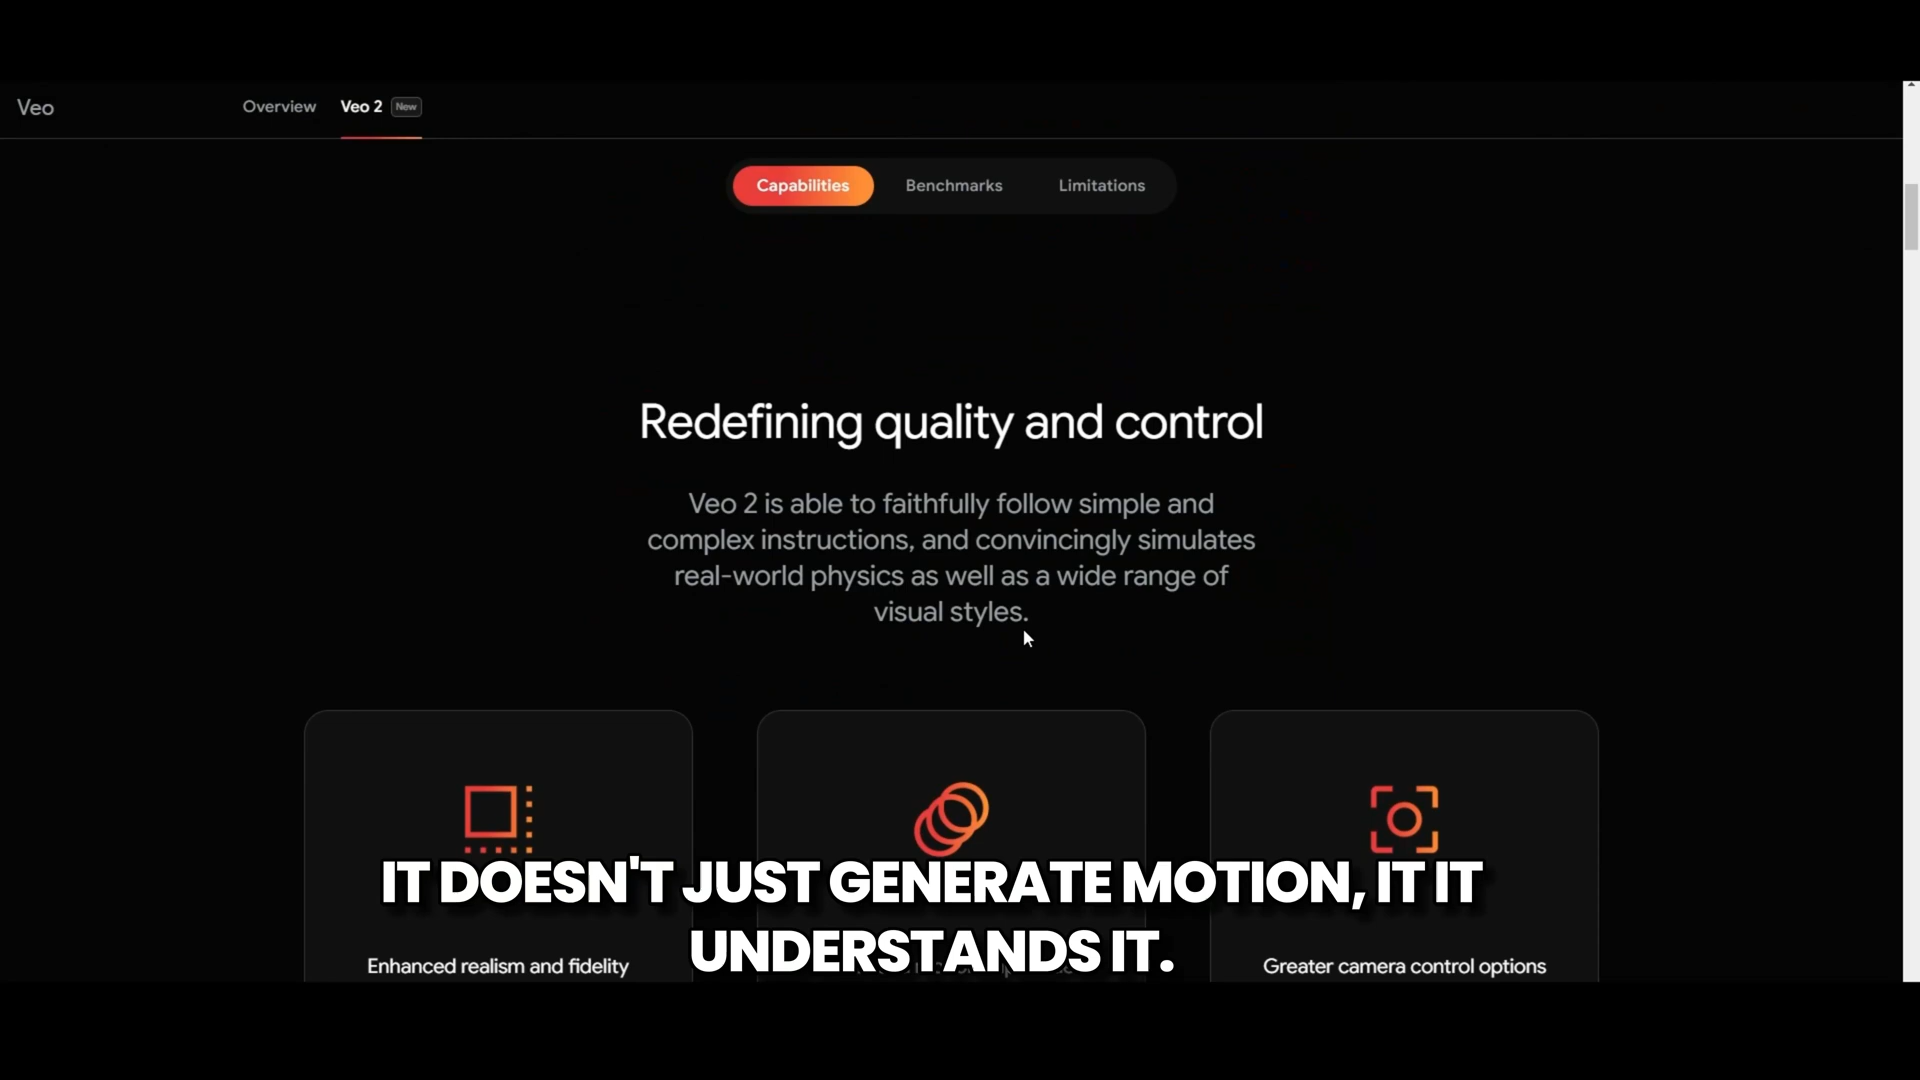 Veo
Overview
Veo 2 New
Capabilities
Benchmarks
Limitations
Redefining quality and control
Veo 2 is able to faithfully follow simple and
complex instructions, and convincingly simulates
real-world physics as well as a wide range of
visual styles.
IT DOESN'T JUST GENERATE MOTION, IT IT
UNDERSTANDS IT.
Enhanced realism and fidelity
Greater camera control options